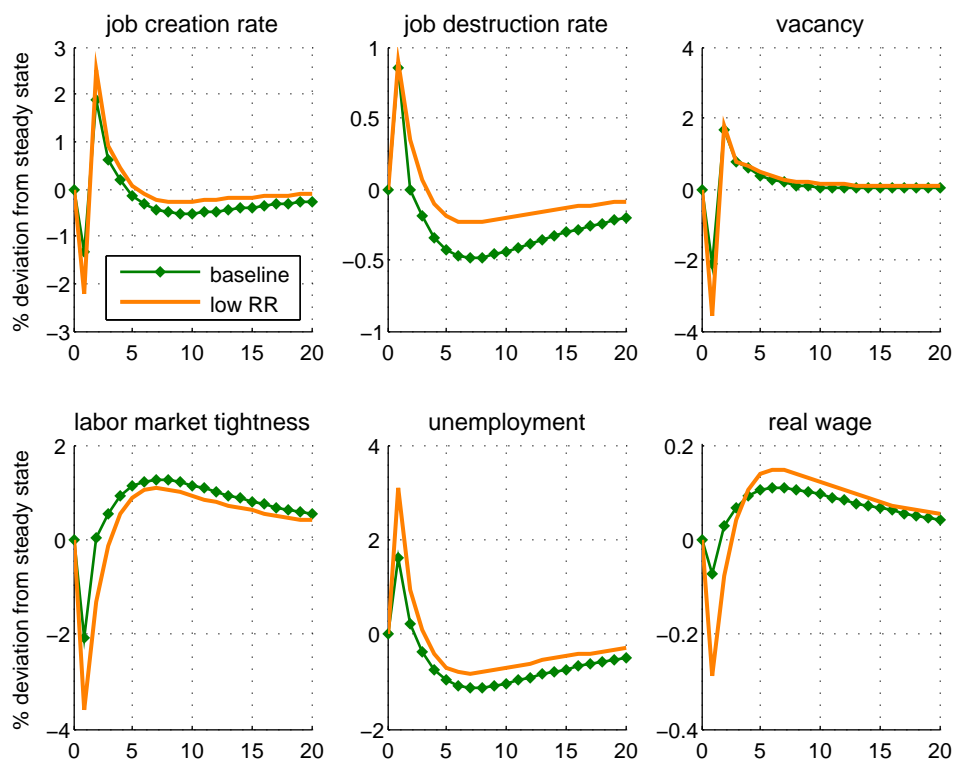 job creation rate
job destruction rate
vacancy
% deviation from steady state
3
2
1
0
−1
−2
−3
baseline
low RR
0 5 10 15 20
1
0.5
0
−0.5
−1
0 5 10 15 20
4
2
0
−2
−4
0 5 10 15 20
labor market tightness
unemployment
real wage
% deviation from steady state
2
0
−2
−4
0 5 10 15 20
4
2
0
−2
0 5 10 15 20
0.2
0
−0.2
−0.4
0 5 10 15 20